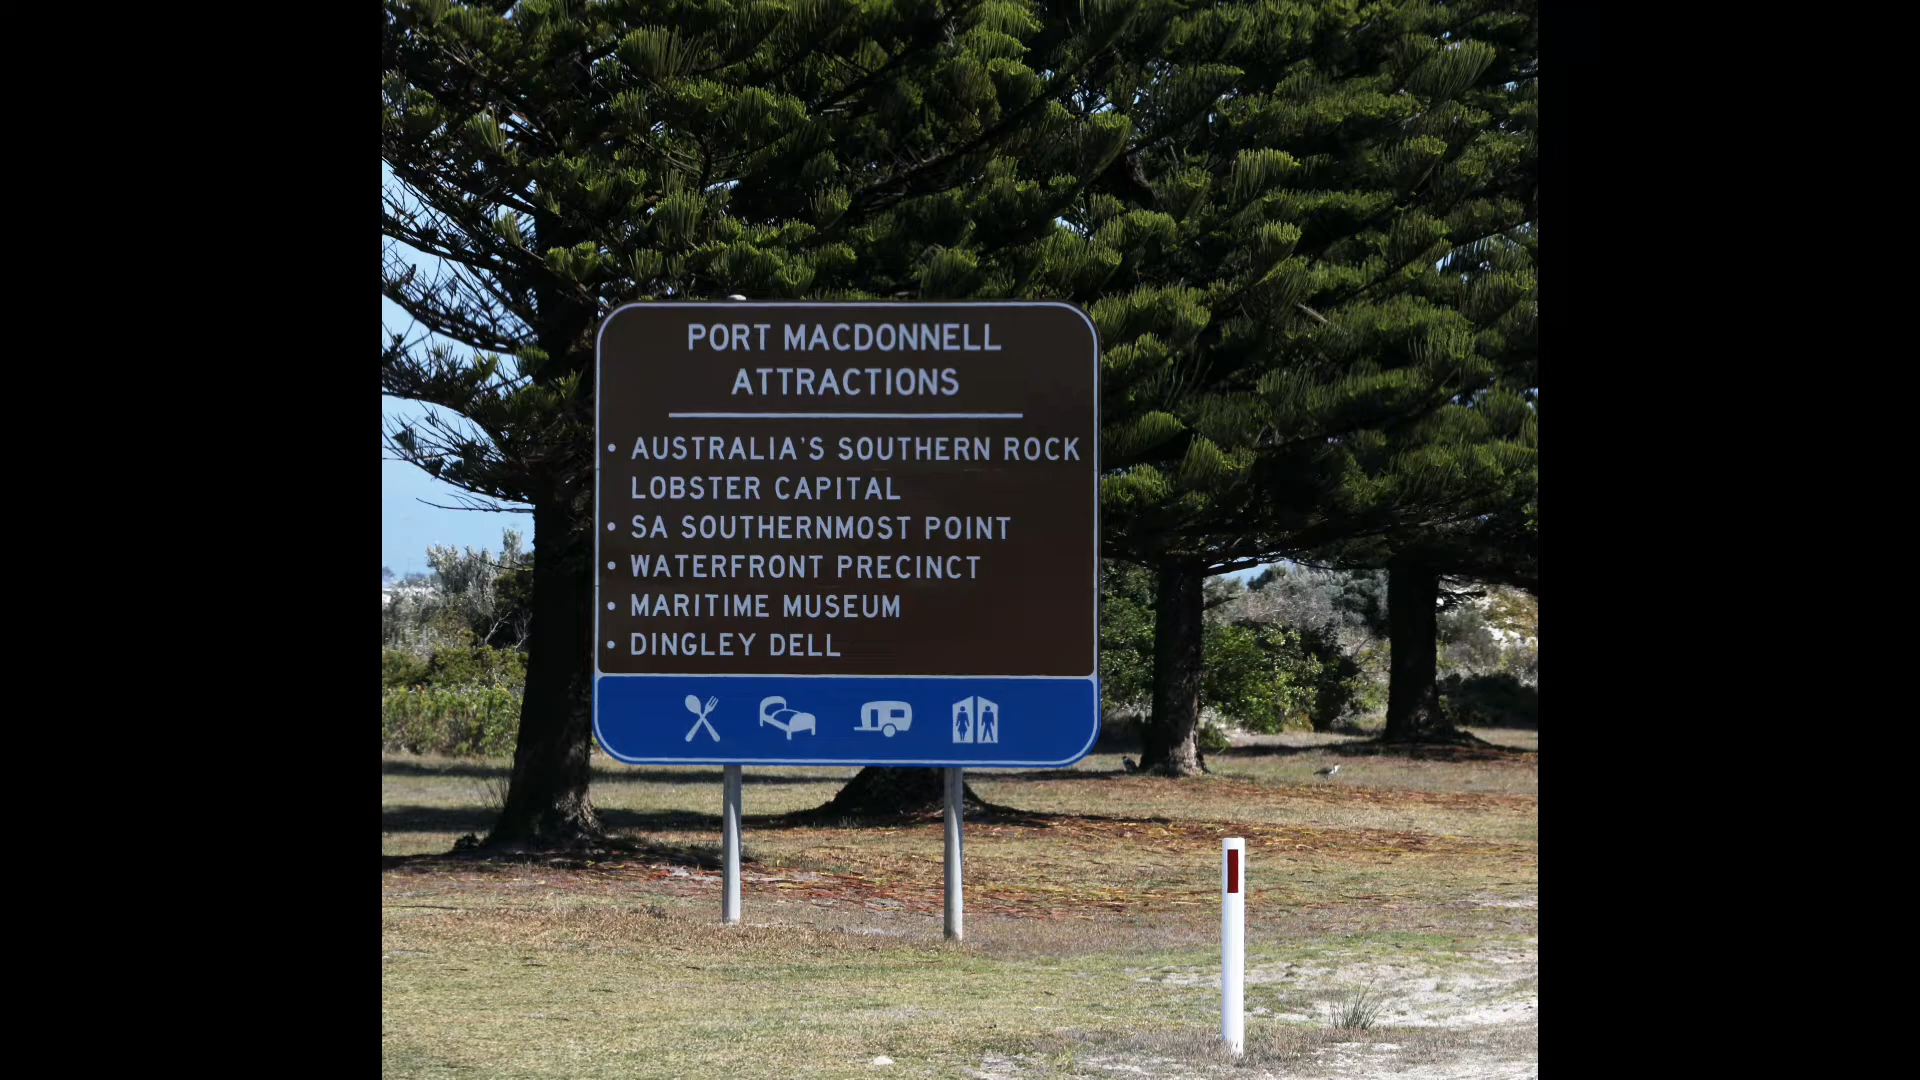 PORT MACDONNELL
ATTRACTIONS
• AUSTRALIA'S SOUTHERN ROCK
LOBSTER CAPITAL
• SA SOUTHERNMOST POINT
• WATERFRONT PRECINCT
• MARITIME MUSEUM
• DINGLEY DELL